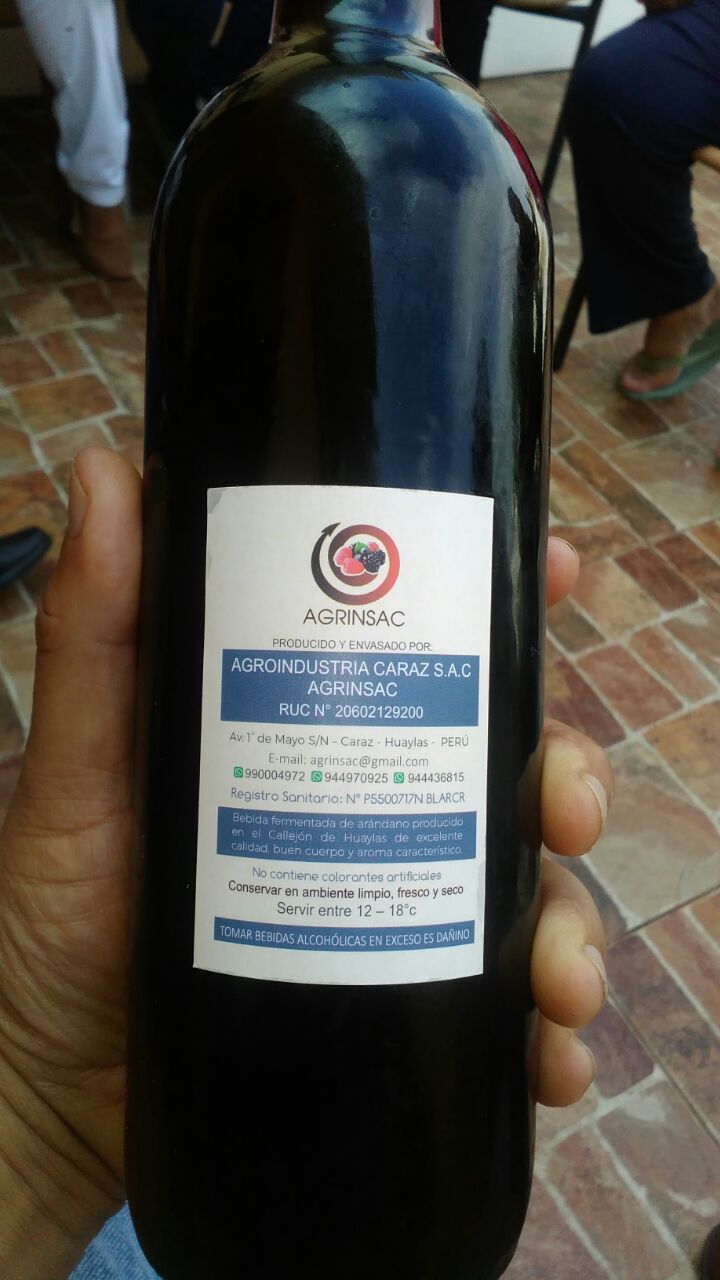 AGRINSAC
PRODUCIDO Y ENVASADO POR:
AGROINDUSTRIA CARAZ S.A.C
AGRINSAC
RUC N° 20602129200
Av. 1° de Mayo S/N - Caraz - Huaylas - PERÚ
E-mail: agrinsac@gmail.com
990004972 944970925 944436815
Registro Sanitario: N° P5500717N BLARCR
Bebida fermentada de arándano producido
en el Callejón de Huaylas de excelente
calidad, buen cuerpo y aroma característico.
No contiene colorantes artificiales
Conservar en ambiente limpio, fresco y seco
Servir entre 12 – 18°c
TOMAR BEBIDAS ALCOHÓLICAS EN EXCESO ES DAÑINO